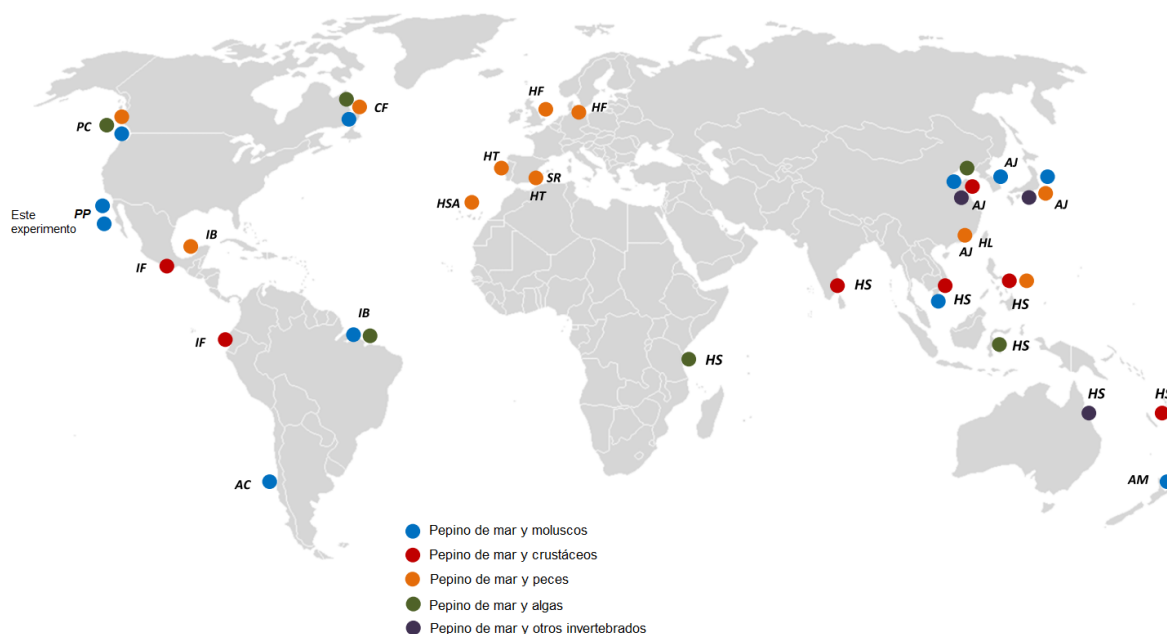 HF
HF
CF
PC
HT
SR
HT
AJ
AJ
AJ
HSA
PP
Este
experimento
IB
HL
AJ
IF
HS
HS
HS
IB
IF
HS
HS
HS
HS
AC
AM
Pepino de mar y moluscos
Pepino de mar y crustáceos
Pepino de mar y peces
Pepino de mar y algas
Pepino de mar y otros invertebrados